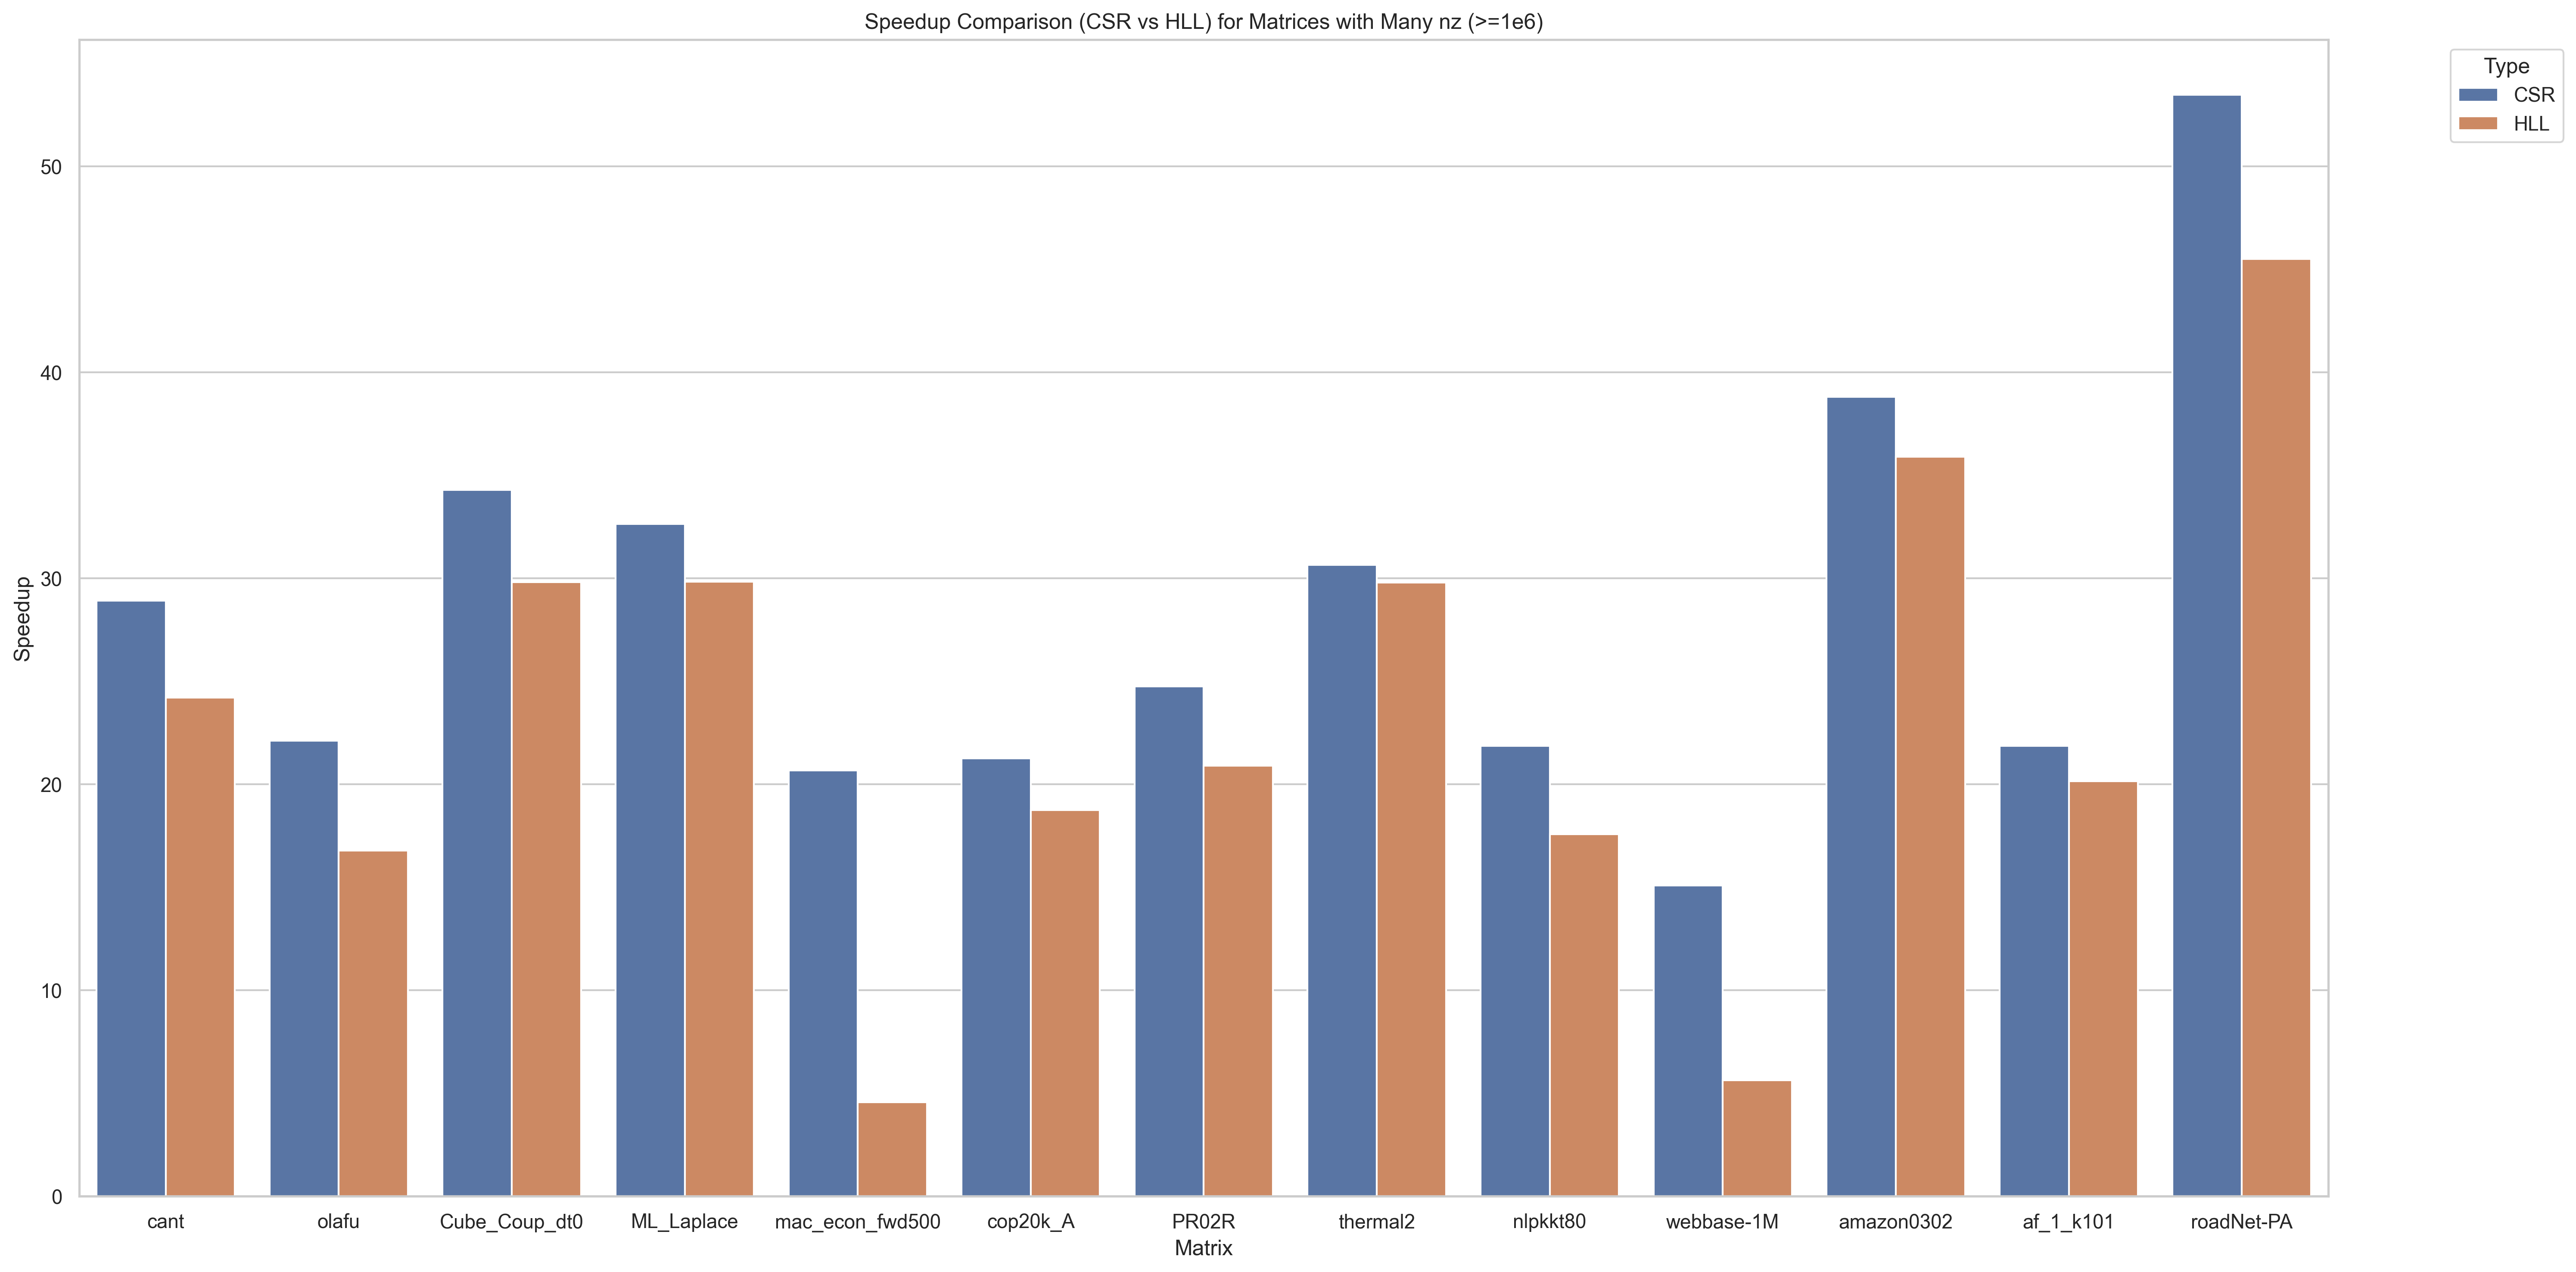 Speedup Comparison (CSR vs HLL) for Matrices with Many nz (>=1e6)
Type
CSR
HLL
Speedup
50
40
30
20
10
0
cant olafu Cube_Coup_dt0 ML_Laplace mac_econ_fwd500 cop20k_A PR02R thermal2 nlpkkt80 webbase-1M amazon0302 af_1_k101 roadNet-PA
Matrix